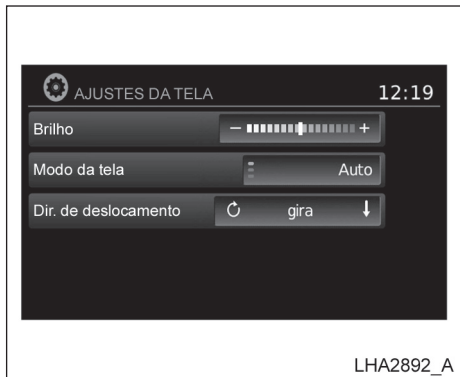 AJUSTES DA TELA 12:19
Brilho - +
Modo da tela Auto
Dir. de deslocamento gira
LHA2892_A